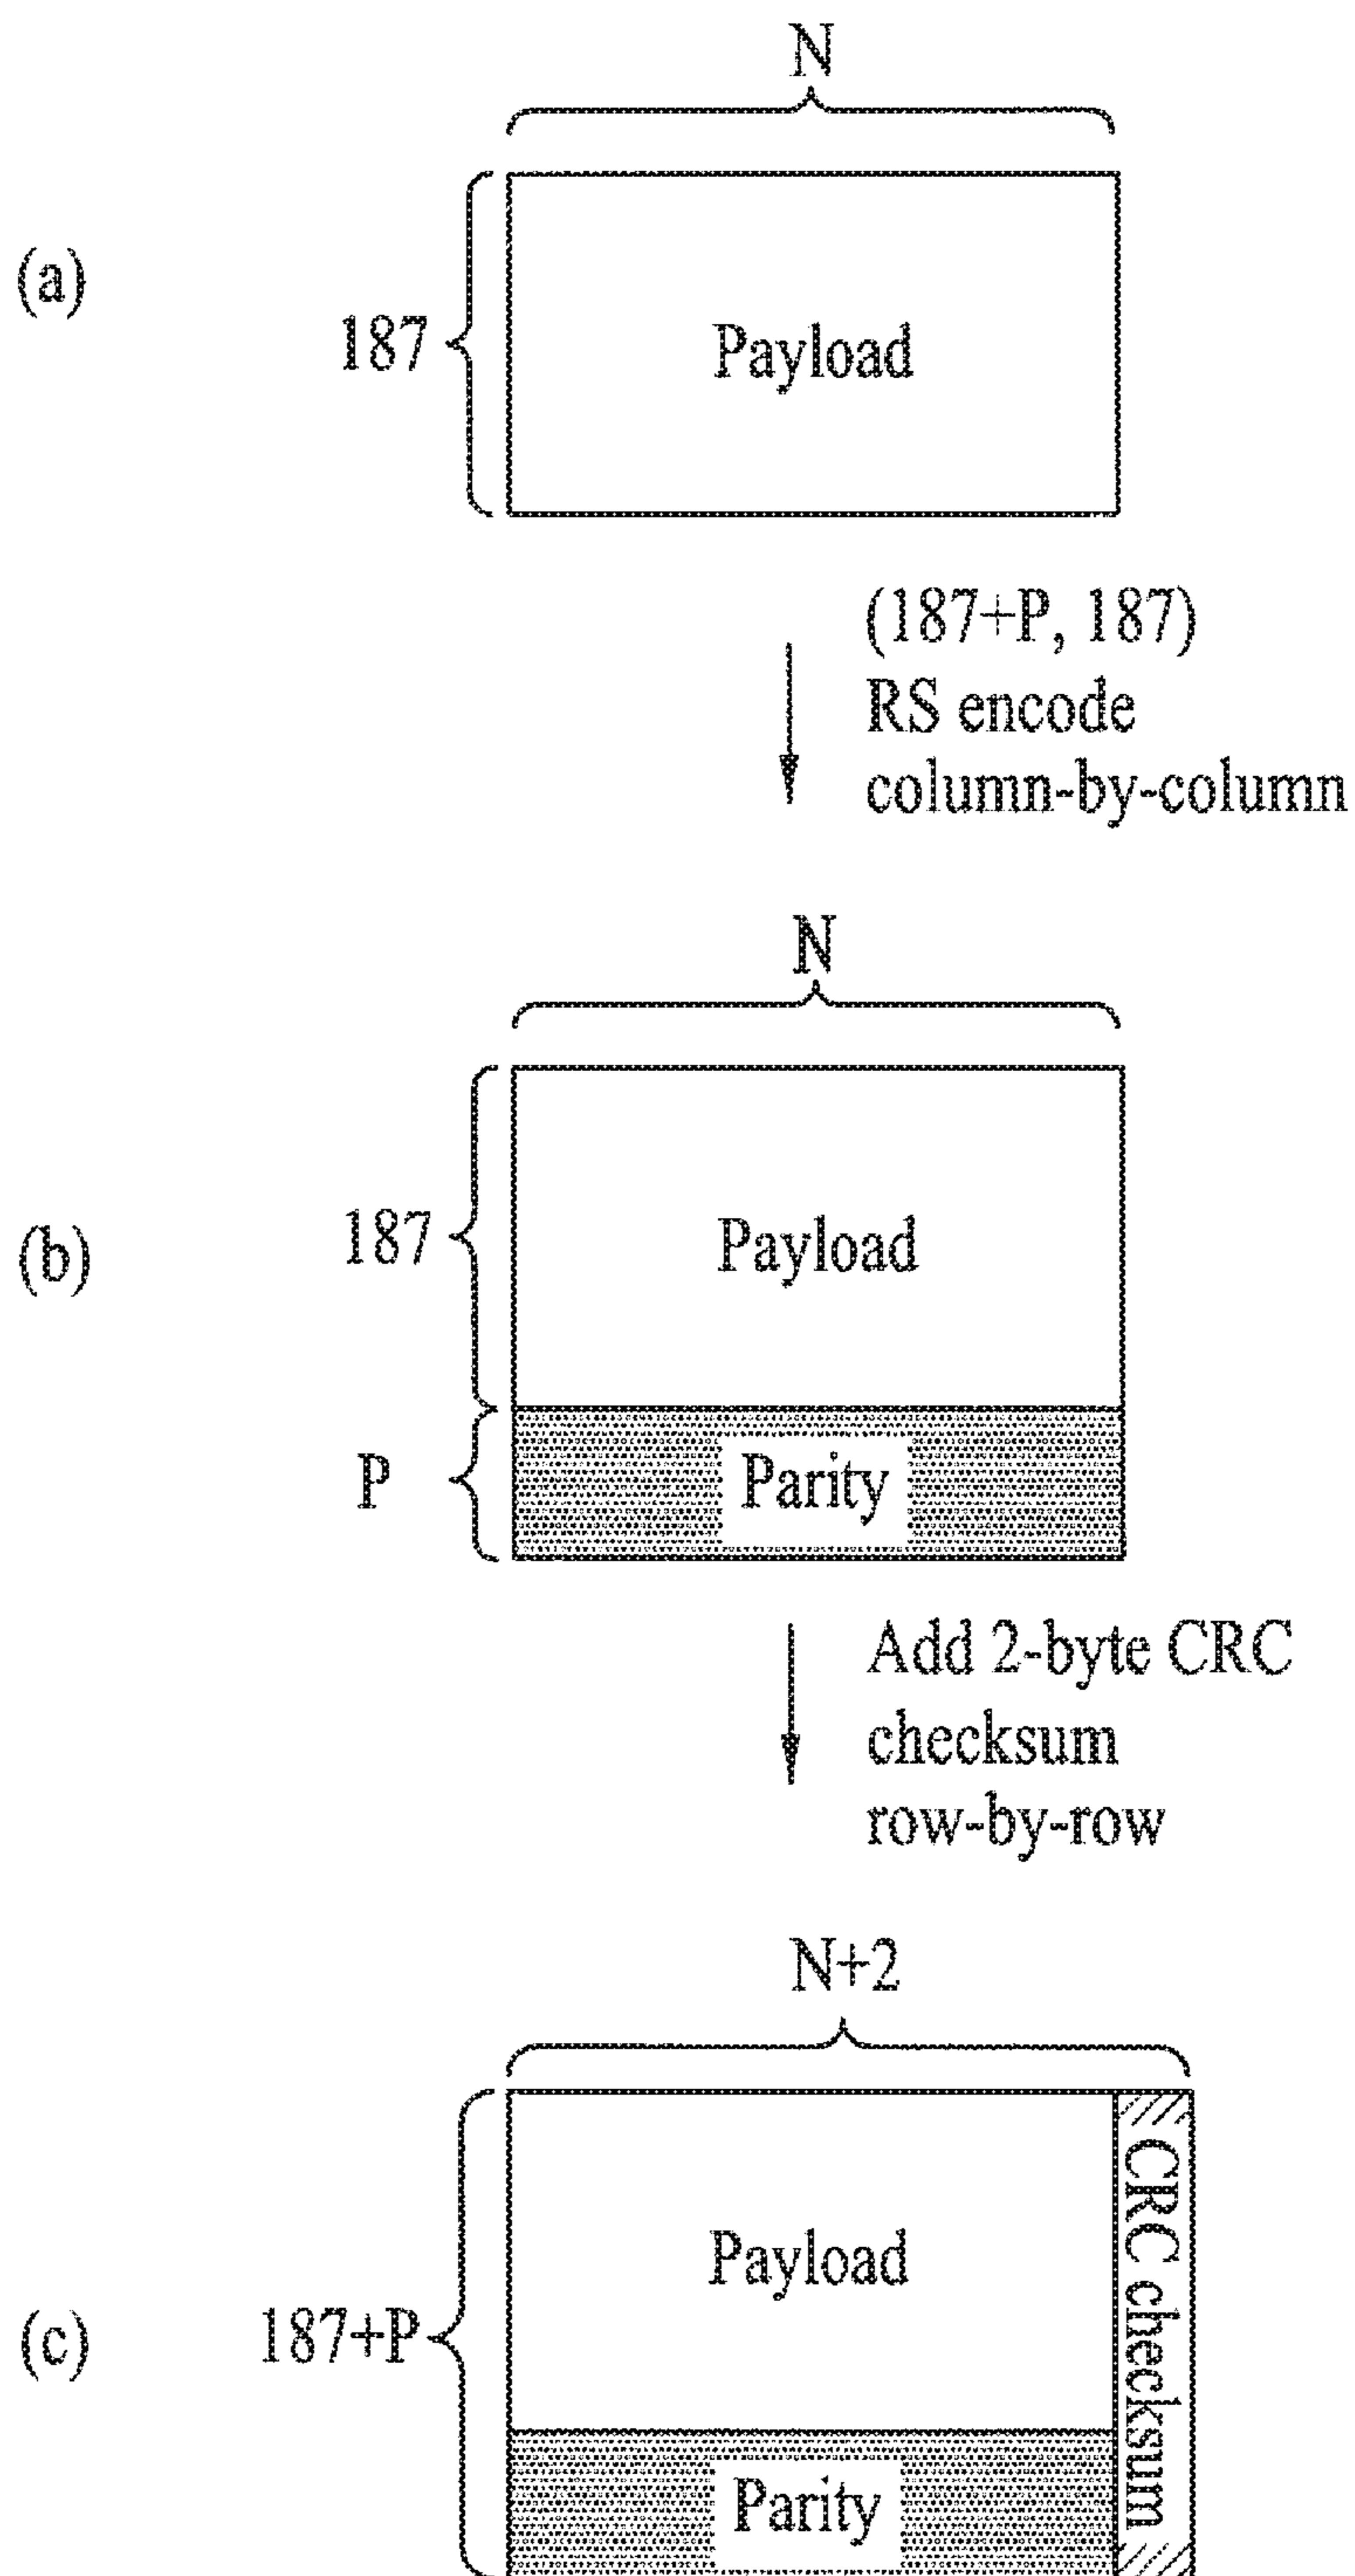 N
(a)
187
Payload
(187+P, 187)
RS encode
column-by-column
N
(b)
187
Payload
P
Parity
Add 2-byte CRC
checksum
row-by-row
N+2
(c)
187+P
Payload
CRC checksum
Parity